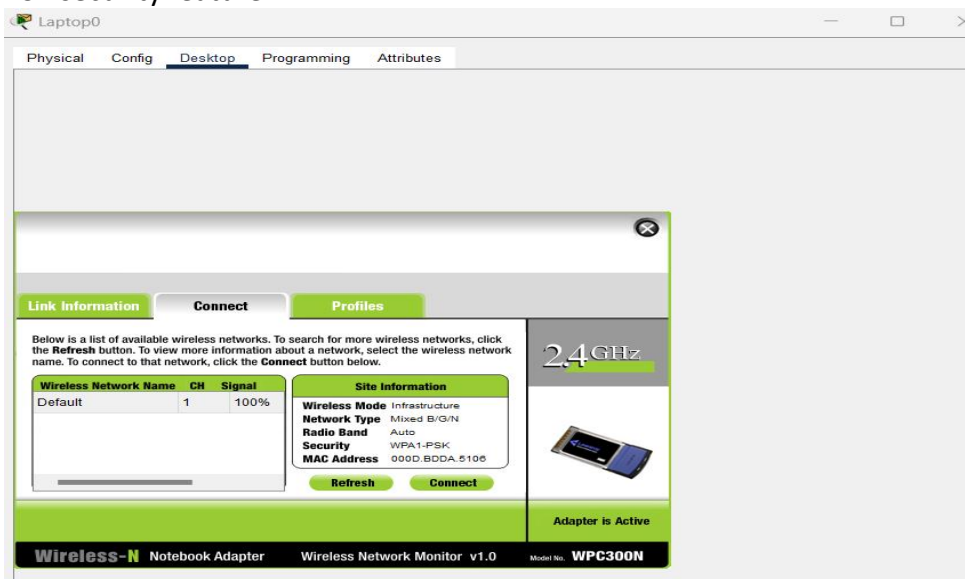 Laptop0
Physical Config Desktop Programming Attributes
Link Information Connect Profiles
Below is a list of available wireless networks. To search for more wireless networks, click
the Refresh button. To view more information about a network, select the wireless network
name. To connect to that network, click the Connect button below.
2.4GHz
Wireless Network Name CH Signal
Default 1 100%
Site Information
Wireless Mode Infrastructure
Network Type Mixed B/G/N
Radio Band Auto
Security WPA1-PSK
MAC Address 000D.BDDA.5106
Refresh Connect
Adapter is Active
Wireless-N Notebook Adapter Wireless Network Monitor v1.0 Model No. WPC300N